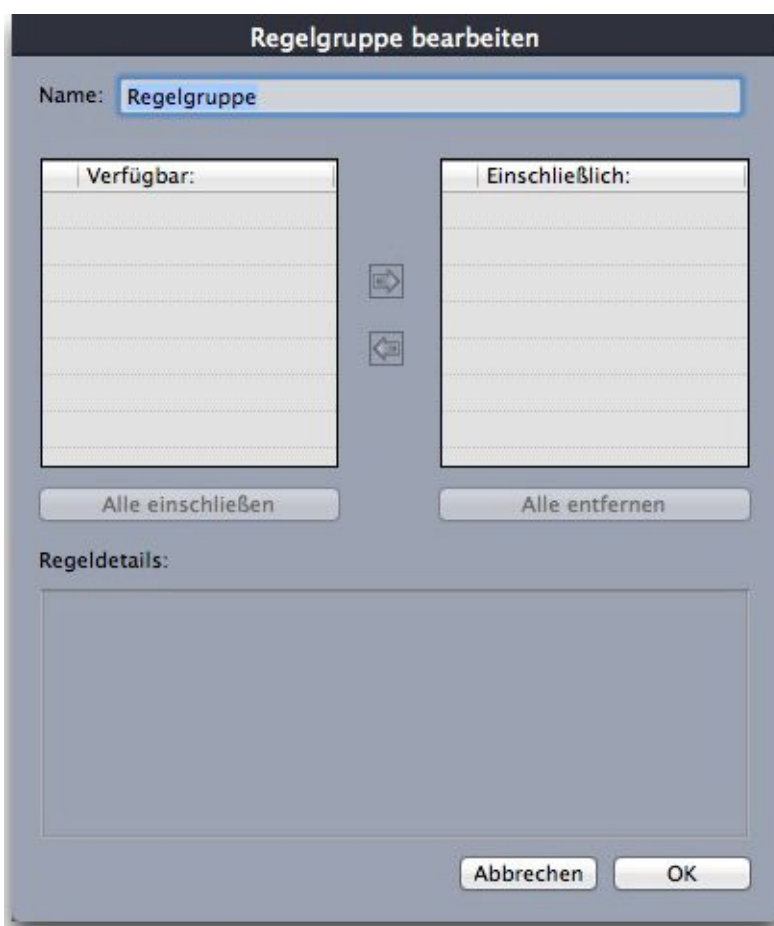 Regelgruppe bearbeiten
Name: Regelgruppe
Verfügbar:
Einschließlich:
Alle einschließen
Alle entfernen
Regeldetails:
Abbrechen
OK